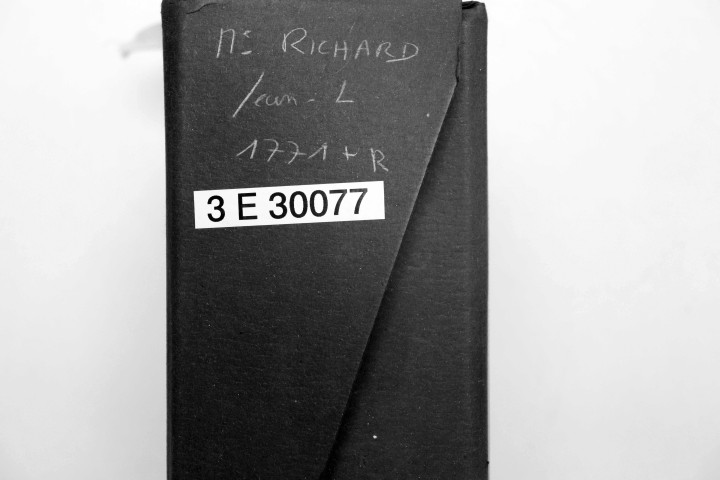 Me RICHARD
Jean-L
1771 + R
3 E 30077